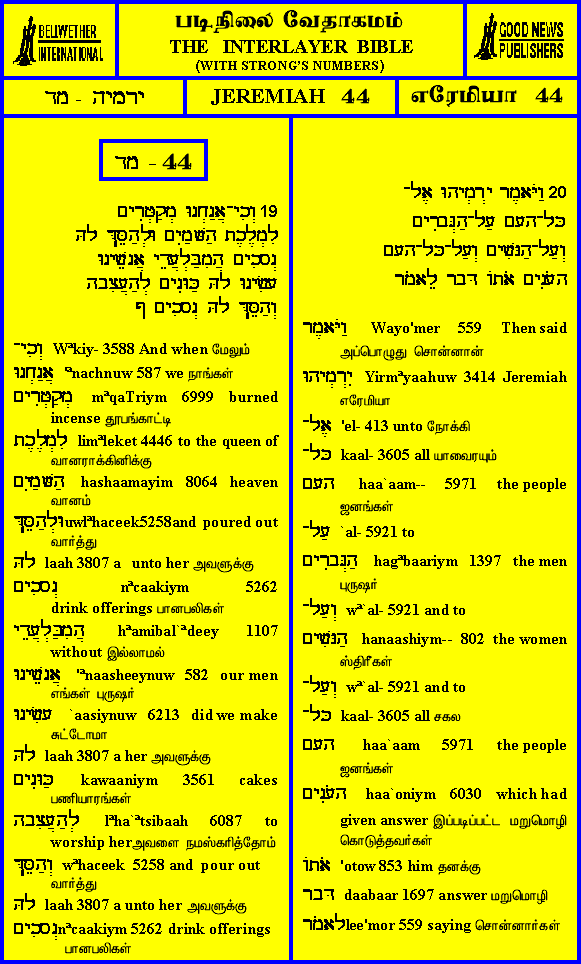 BELLWETHER
INTERNATIONAL
படிநிலை வேதாகமம்
THE INTERLAYER BIBLE
(WITH STRONG'S NUMBERS)
GOOD NEWS
PUBLISHERS
ירמיה - מד
JEREMIAH 44
எரேமியா 44
44 - מד
19 וְכִי־אֲנַחְנוּ מְקַטְּרִים
לִמְלֶכֶת הַשָּׁמַיִם וּלְהַסֵּךְ לָהּ
נְסָכִים הֲמִבַּלְעֲדֵי אֲנָשֵׁינוּ
עָשִׂינוּ לָהּ כַּוָּנִים לְהַעֲצִבָה
וְהַסֵּךְ לָהּ נְסָכִים ף
וְכִי־ Wªkiy- 3588 And when மேலும்
אֲנַחְנוּ 'ªnachnuw 587 we நாங்கள்
מְקַטְּרִים mªqaTriym 6999 burned
incense தூபங்காட்டி
לִמְלֶכֶת limªleket 4446 to the queen of
வானராக்கினிக்கு
הַשָּׁמַיִם hashaamayim 8064 heaven
வானம்
וּלְהַסֵּךְ uwlªhaceek5258and poured out
வார்த்து
לָהּ laah 3807 a unto her அவளுக்கு
נְסָכִים nªcaakiym 5262
drink offerings பானபலிகள்
הֲמִבַּלְעֲדֵי hªamibal`ªdeey 1107
without இல்லாமல்
אֲנָשֵׁינוּ 'ªnaasheeynuw 582 our men
எங்கள் புருஷர்
עָשִׂינוּ `aasiynuw 6213 did we make
சுட்டோமா
לָהּ laah 3807 a her அவளுக்கு
כַּוָּנִים kawaaniym 3561 cakes
பணியாரங்கள்
לְהַעֲצִבָה lªha`ªtsibaah 6087 to
worship herஅவளை நமஸ்கரித்தோம்
וְהַסֵּךְ wªhaceek 5258 and pour out
வார்த்து
לָהּ laah 3807 a unto her அவளுக்கு
נְסָכִים nªcaakiym 5262 drink offerings
பானபலிகள்
20 וַיֹּאמֶר יִרְמְיָהוּ אֶל־
כָּל־הָעָם עַל־הַגְּבָרִים
וְעַל־הַנָּשִׁים וְעַל־כָּל־הָעָם
הָעֹנִים אֹתוֹ דָּבָר לֵאמֹר
וַיֹּאמֶר Wayo'mer 559 Then said
அப்பொழுது சொன்னான்
יִרְמְיָהוּ Yirmªyaahuw 3414 Jeremiah
எரேமியா
אֶל־ 'el- 413 unto நோக்கி
כָּל־ kaal- 3605 all யாவரையும்
הָעָם haa`aam-- 5971 the people
ஜனங்கள்
עַל־ `al- 5921 to
הַגְּבָרִים hagªbaariym 1397 the men
புருஷர்
וְעַל־ wª`al- 5921 and to
הַנָּשִׁים hanaashiym-- 802 the women
ஸ்திரீகள்
וְעַל־ wª`al- 5921 and to
כָּל־ kaal- 3605 all சகல
הָעָם haa`aam 5971 the people
ஜனங்கள்
הָעֹנִים haa`oniym 6030 which had
given answer இப்படிப்பட்ட மறுமொழி
கொடுத்தவர்கள்
אֹתוֹ 'otow 853 him தனக்கு
דָּבָר daabaar 1697 answer மறுமொழி
לֵאמֹר lee'mor 559 saying சொன்னார்கள்